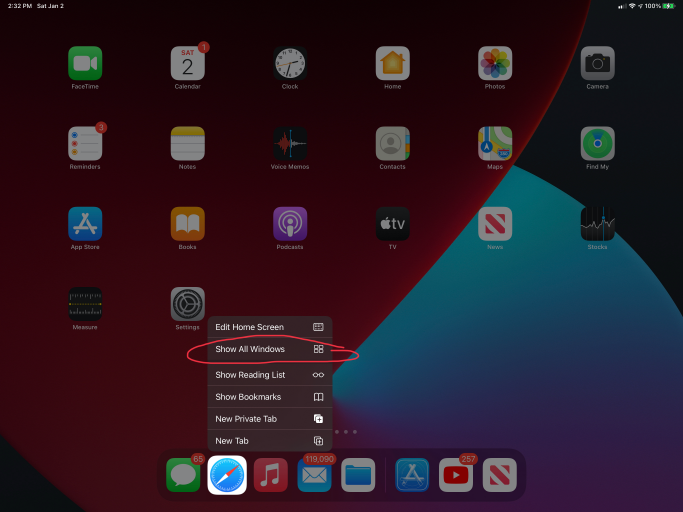 2:32 PM Sat Jan 2
100%
1
SAT
2
FaceTime
Calendar
Clock
Home
Photos
Camera
3
Reminders
Notes
Voice Memos
Contacts
Maps
Find My
tv
App Store
Books
Podcasts
TV
News
Stocks
Measure
Settings
Edit Home Screen
Show All Windows
Show Reading List
Show Bookmarks
New Private Tab
New Tab
65
119,090
257